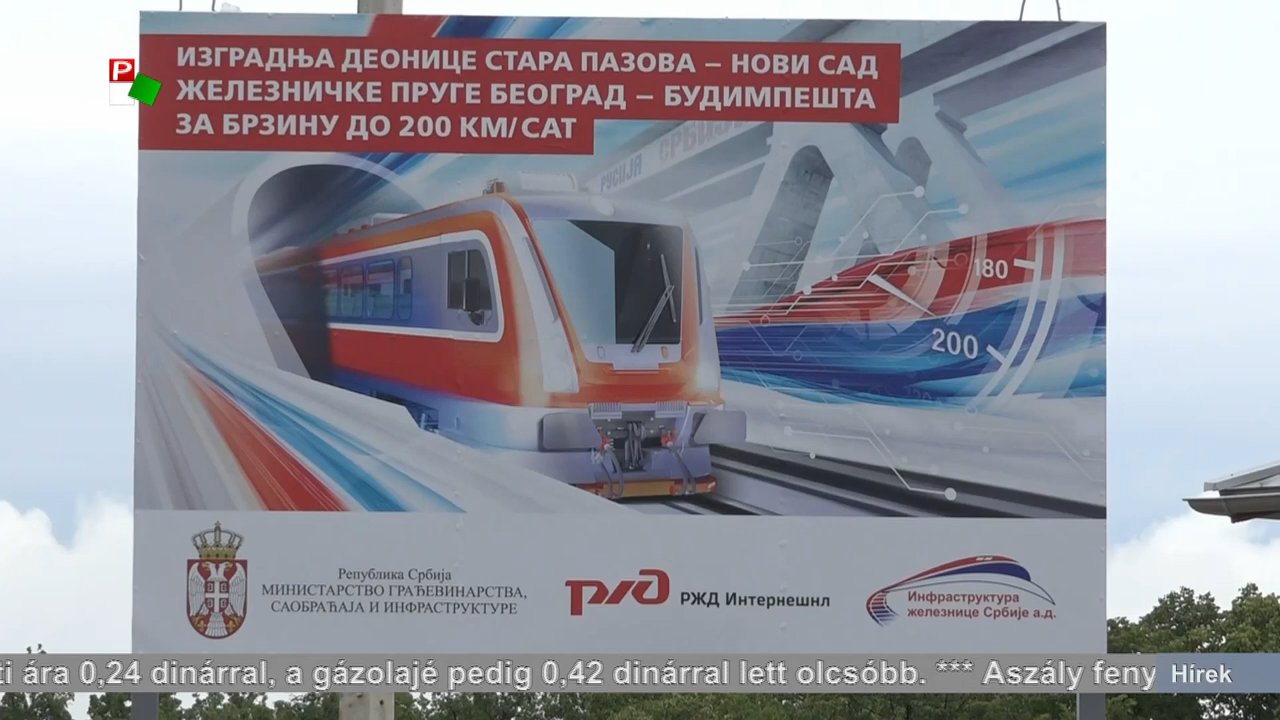 P
ИЗГРАДЊА ДЕОНИЦЕ СТАРА ПАЗОВА – НОВИ САД
ЖЕЛЕЗНИЧКЕ ПРУГЕ БЕОГРАД – БУДИМПЕШТА
ЗА БРЗИНУ ДО 200 КМ/САТ
РУСИЈА
180
200
Република Србија
МИНИСТАРСТВО ГРАЂЕВИНАРСТВА,
САОБРАЋАЈА И ИНФРАСТРУКТУРЕ
ржд РЖД Интернешнл
Инфраструктура
железнице Србије а.д.
ti ára 0,24 dinárral, a gázolajé pedig 0,42 dinárral lett olcsóbb. *** Aszály feny
Hírek